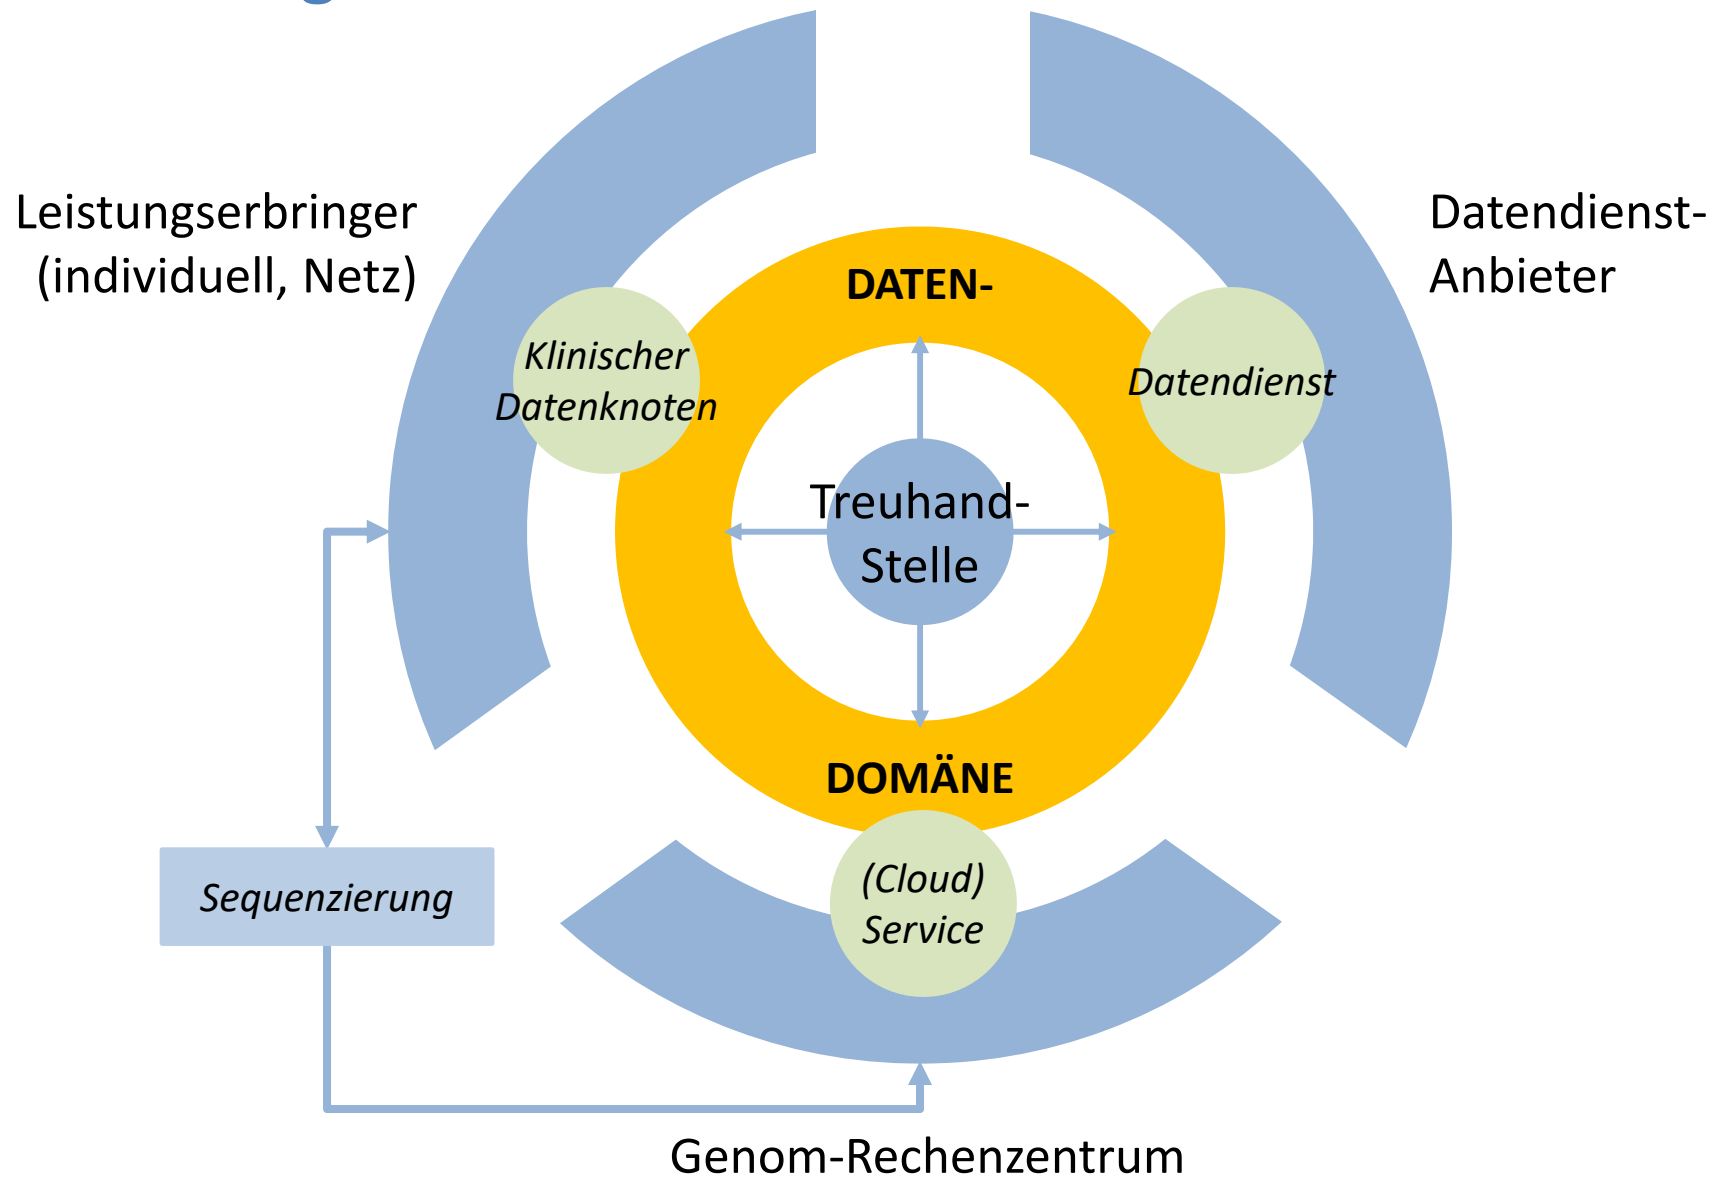 Leistungserbringer
(individuell, Netz)
Datendienst-
Anbieter
DATEN-
Klinischer
Datenknoten
Datendienst
Treuhand-
Stelle
DOMÄNE
(Cloud)
Service
Sequenzierung
Genom-Rechenzentrum